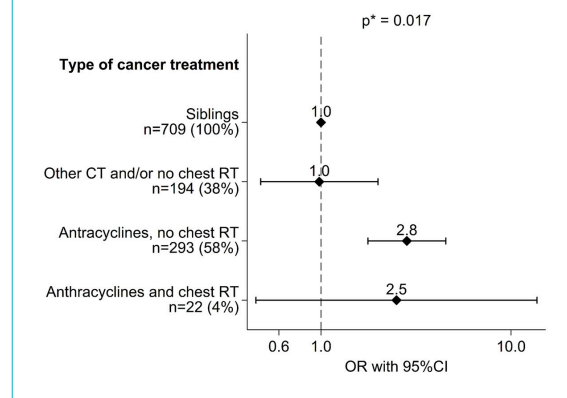 p* = 0.017
Type of cancer treatment
Siblings
n=709 (100%)
1.0
Other CT and/or no chest RT
n=194 (38%)
1.0
Antracyclines, no chest RT
n=293 (58%)
2.8
Anthracyclines and chest RT
n=22 (4%)
2.5
0.6 1.0 10.0
OR with 95%CI